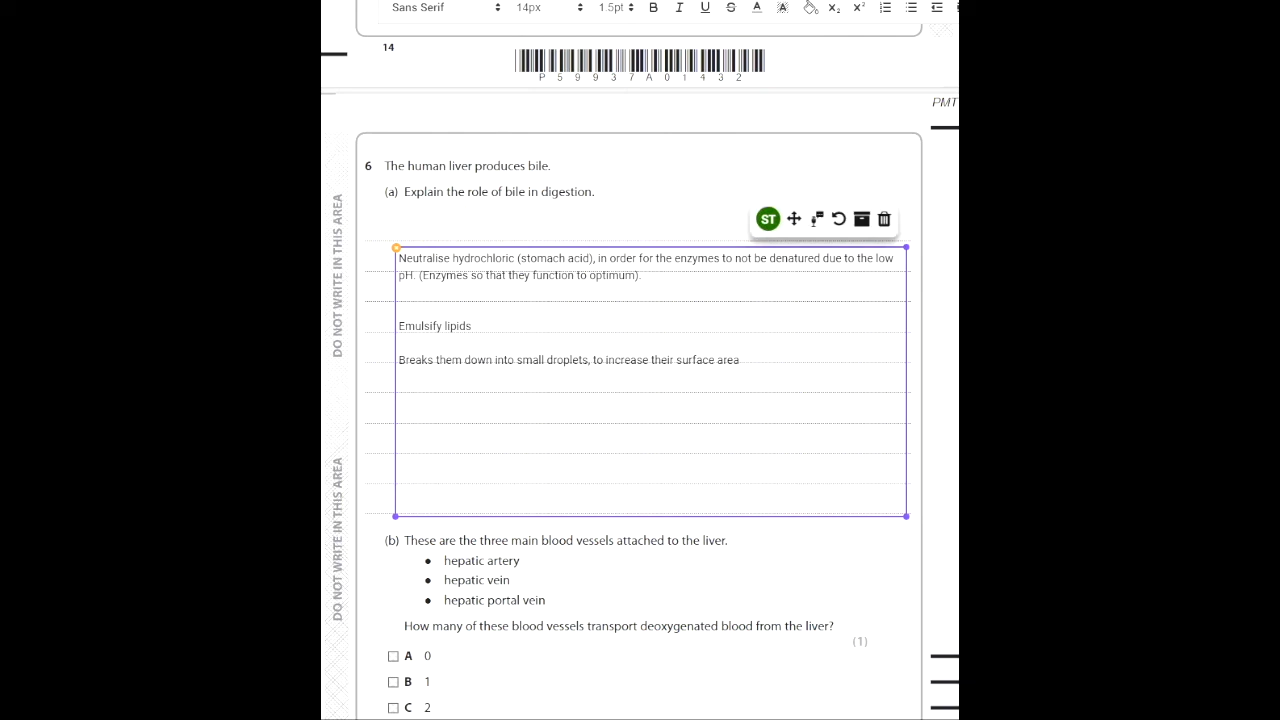 Sans Serif 14px 1.5pt B I U S A A x₂ x²
14
P 5 9 9 3 7 A 0 1 4 3 2
PMT
DO NOT WRITE IN THIS AREA
6 The human liver produces bile.
(a) Explain the role of bile in digestion.
ST
Neutralise hydrochloric (stomach acid), in order for the enzymes to not be denatured due to the low
pH. (Enzymes so that they function to optimum).
Emulsify lipids
Breaks them down into small droplets, to increase their surface area
DO NOT WRITE IN THIS AREA
(b) These are the three main blood vessels attached to the liver.
• hepatic artery
• hepatic vein
• hepatic portal vein
How many of these blood vessels transport deoxygenated blood from the liver?
(1)
A 0
B 1
C 2